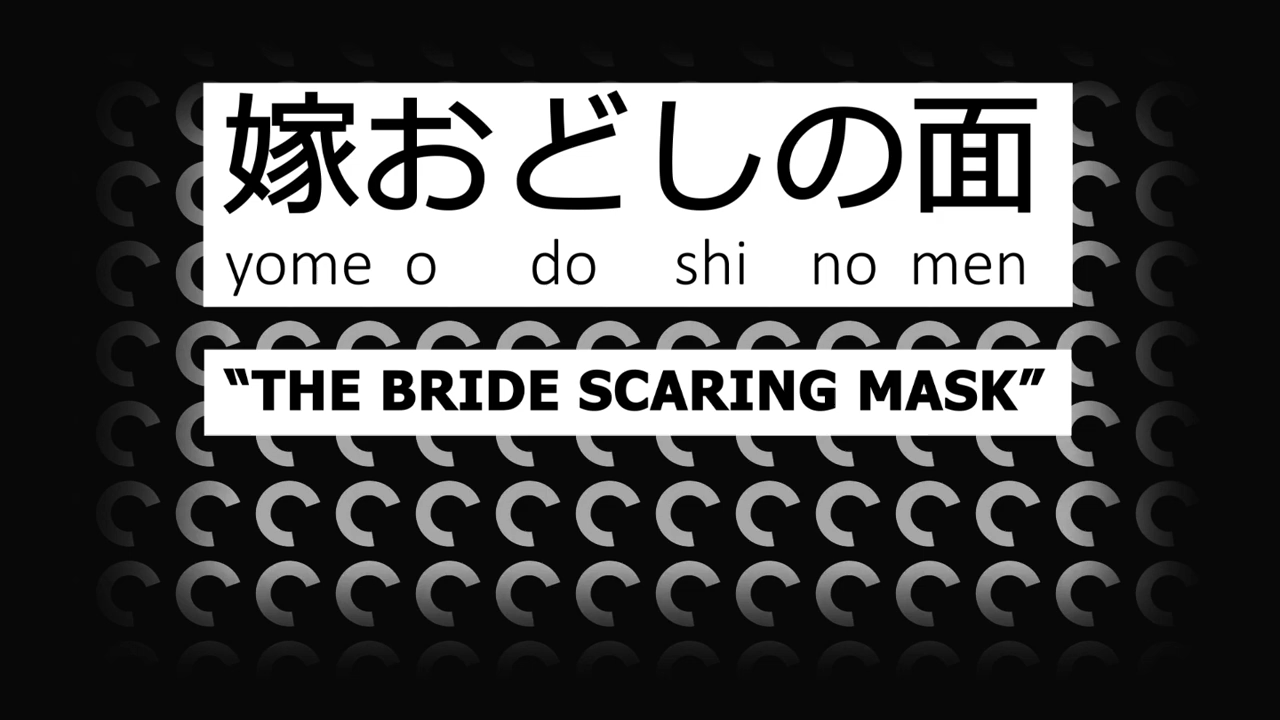 嫁おどしの面
yome o do shi no men
“THE BRIDE SCARING MASK”